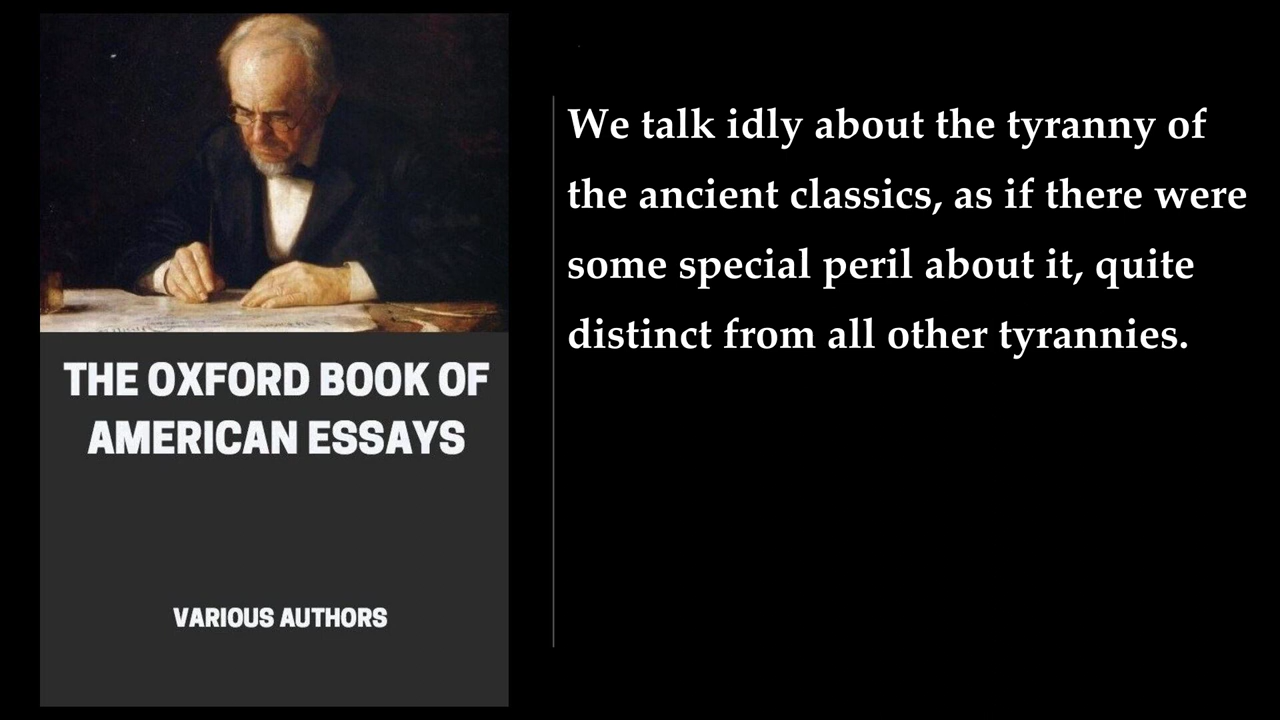 THE OXFORD BOOK OF
AMERICAN ESSAYS
VARIOUS AUTHORS
We talk idly about the tyranny of
the ancient classics, as if there were
some special peril about it, quite
distinct from all other tyrannies.